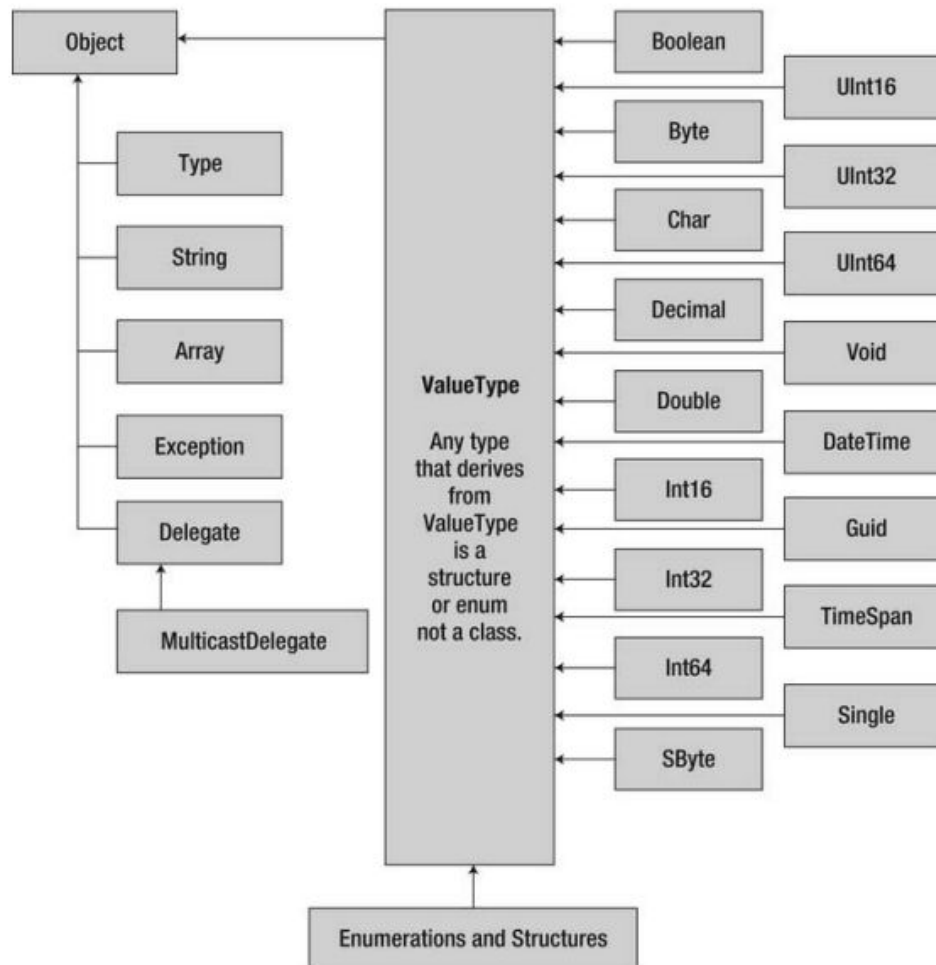 Object
Type
String
Array
Exception
Delegate
MulticastDelegate
ValueType
Any type
that derives
from
ValueType
is a
structure
or enum
not a class.
Boolean
UInt16
Byte
UInt32
Char
UInt64
Decimal
Void
Double
DateTime
Int16
Guid
Int32
TimeSpan
Int64
Single
SByte
Enumerations and Structures